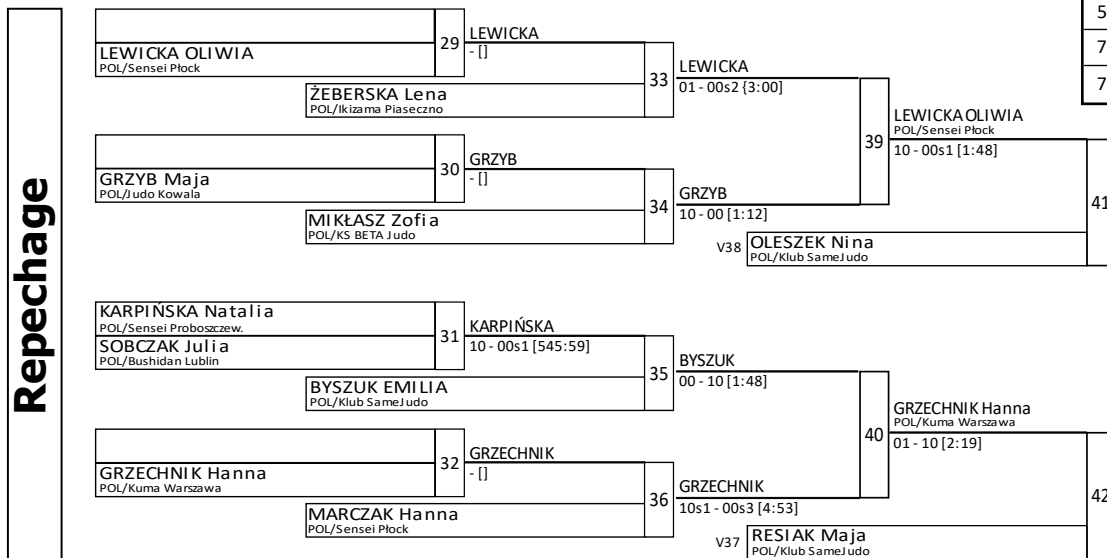 Repechage
LEWICKA OLIWIA
POL/Sensei Płock
29
LEWICKA
- []
ŻEBERSKA Lena
POL/Ikizama Piaseczno
33
LEWICKA
01 - 00s2 {3:00]
GRZYB Maja
POL/Judo Kowala
30
GRZYB
- []
MIKŁASZ Zofia
POL/KS BETA Judo
34
GRZYB
10 - 00 [1:12]
39
LEWICKA OLIWIA
POL/Sensei Płock
10 - 00s1 [1:48]
V38
OLESZEK Nina
POL/Klub SameJudo
41
KARPIŃSKA Natalia
POL/Sensei Proboszczew.
SOBCZAK Julia
POL/Bushidan Lublin
31
KARPIŃSKA
10 - 00s1 [545:59]
BYSZUK EMILIA
POL/Klub SameJudo
35
BYSZUK
00 - 10 [1:48]
GRZECHNIK Hanna
POL/Kuma Warszawa
32
GRZECHNIK
- []
MARCZAK Hanna
POL/Sensei Płock
36
GRZECHNIK
10s1 - 00s3 [4:53]
40
GRZECHNIK Hanna
POL/Kuma Warszawa
01 - 10 [2:19]
V37
RESIAK Maja
POL/Klub SameJudo
42
5
7
7